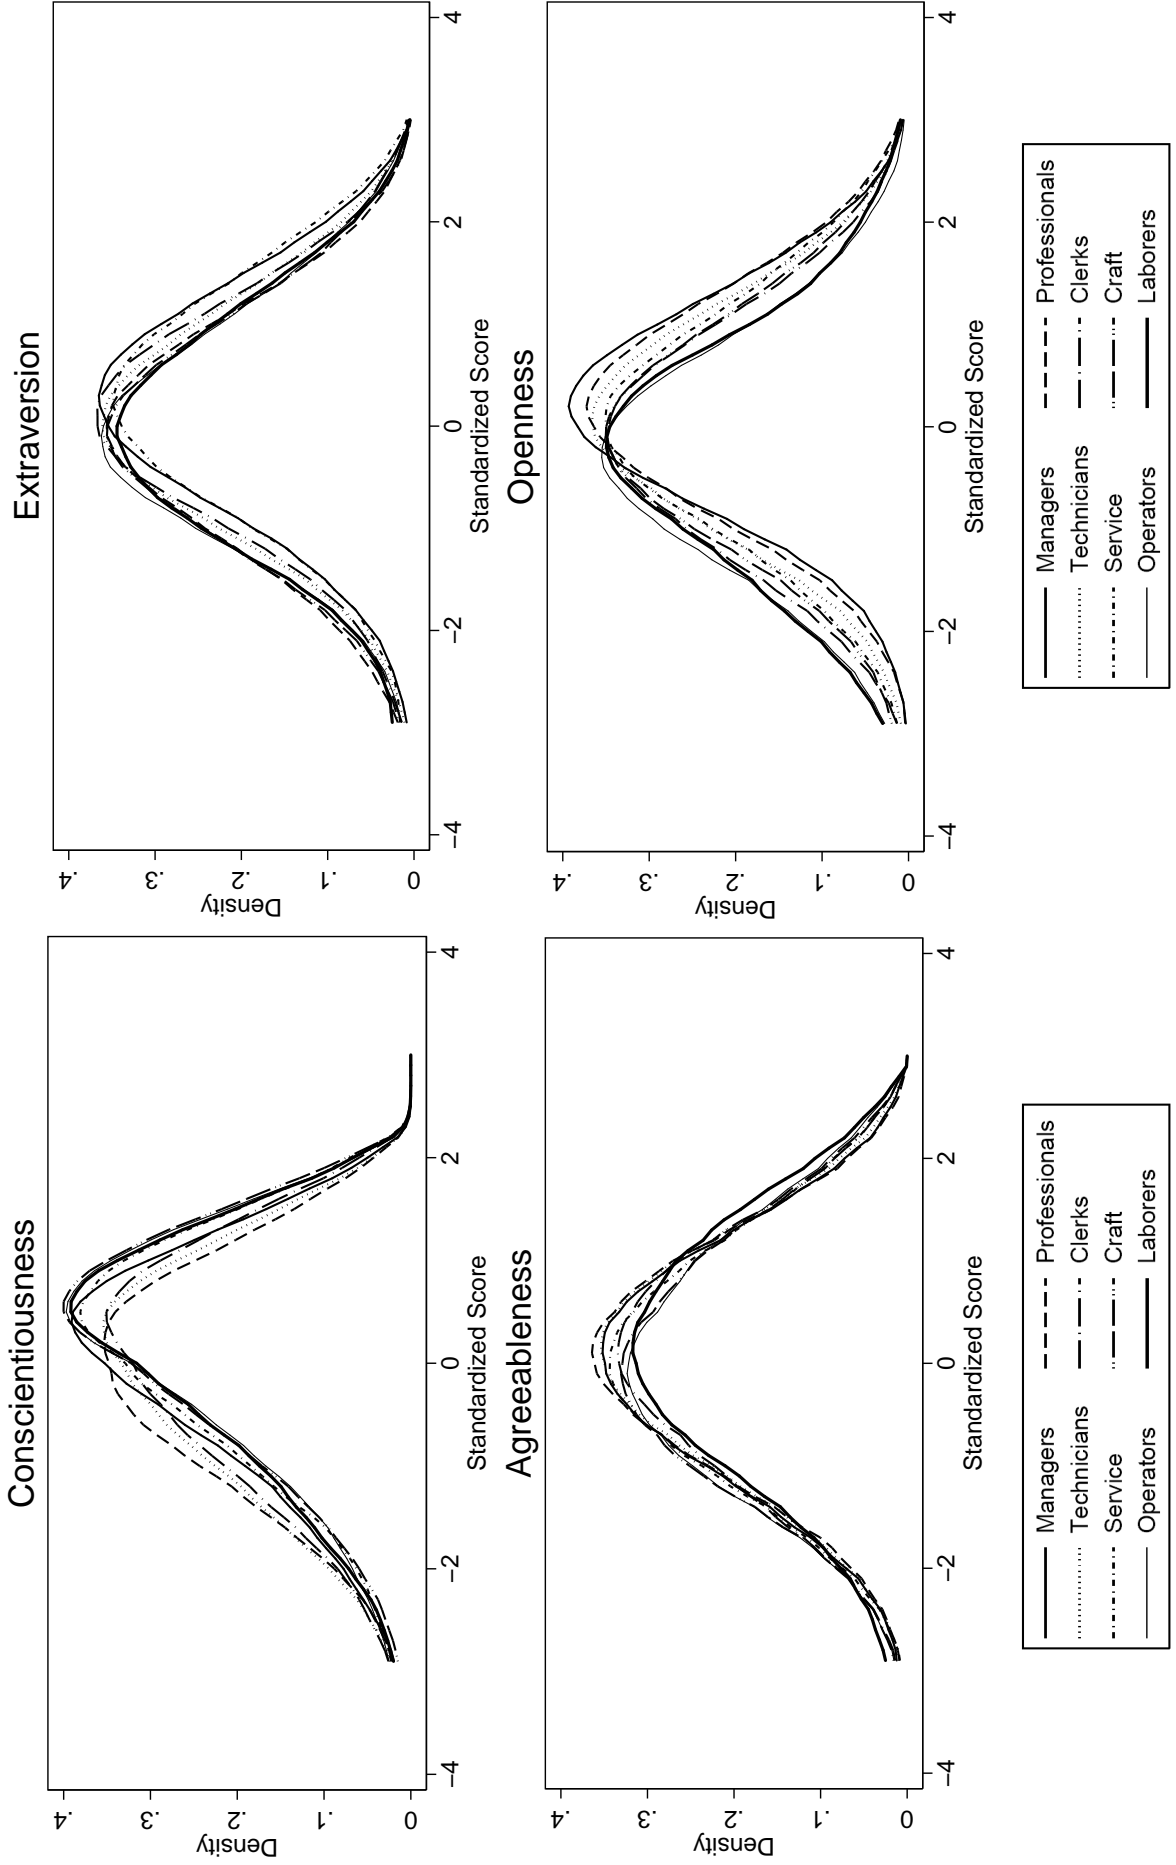 Conscientiousness
.4
.3
.2
.1
0
Density
−4
−2
0
2
4
Standardized Score
Extraversion
.4
.3
.2
.1
0
Density
−4
−2
0
2
4
Standardized Score
Agreeableness
.4
.3
.2
.1
0
Density
−4
−2
0
2
4
Standardized Score
Openness
.4
.3
.2
.1
0
Density
−4
−2
0
2
4
Standardized Score
Managers Professionals
Technicians Clerks
Service Craft
Operators Laborers
Managers Professionals
Technicians Clerks
Service Craft
Operators Laborers